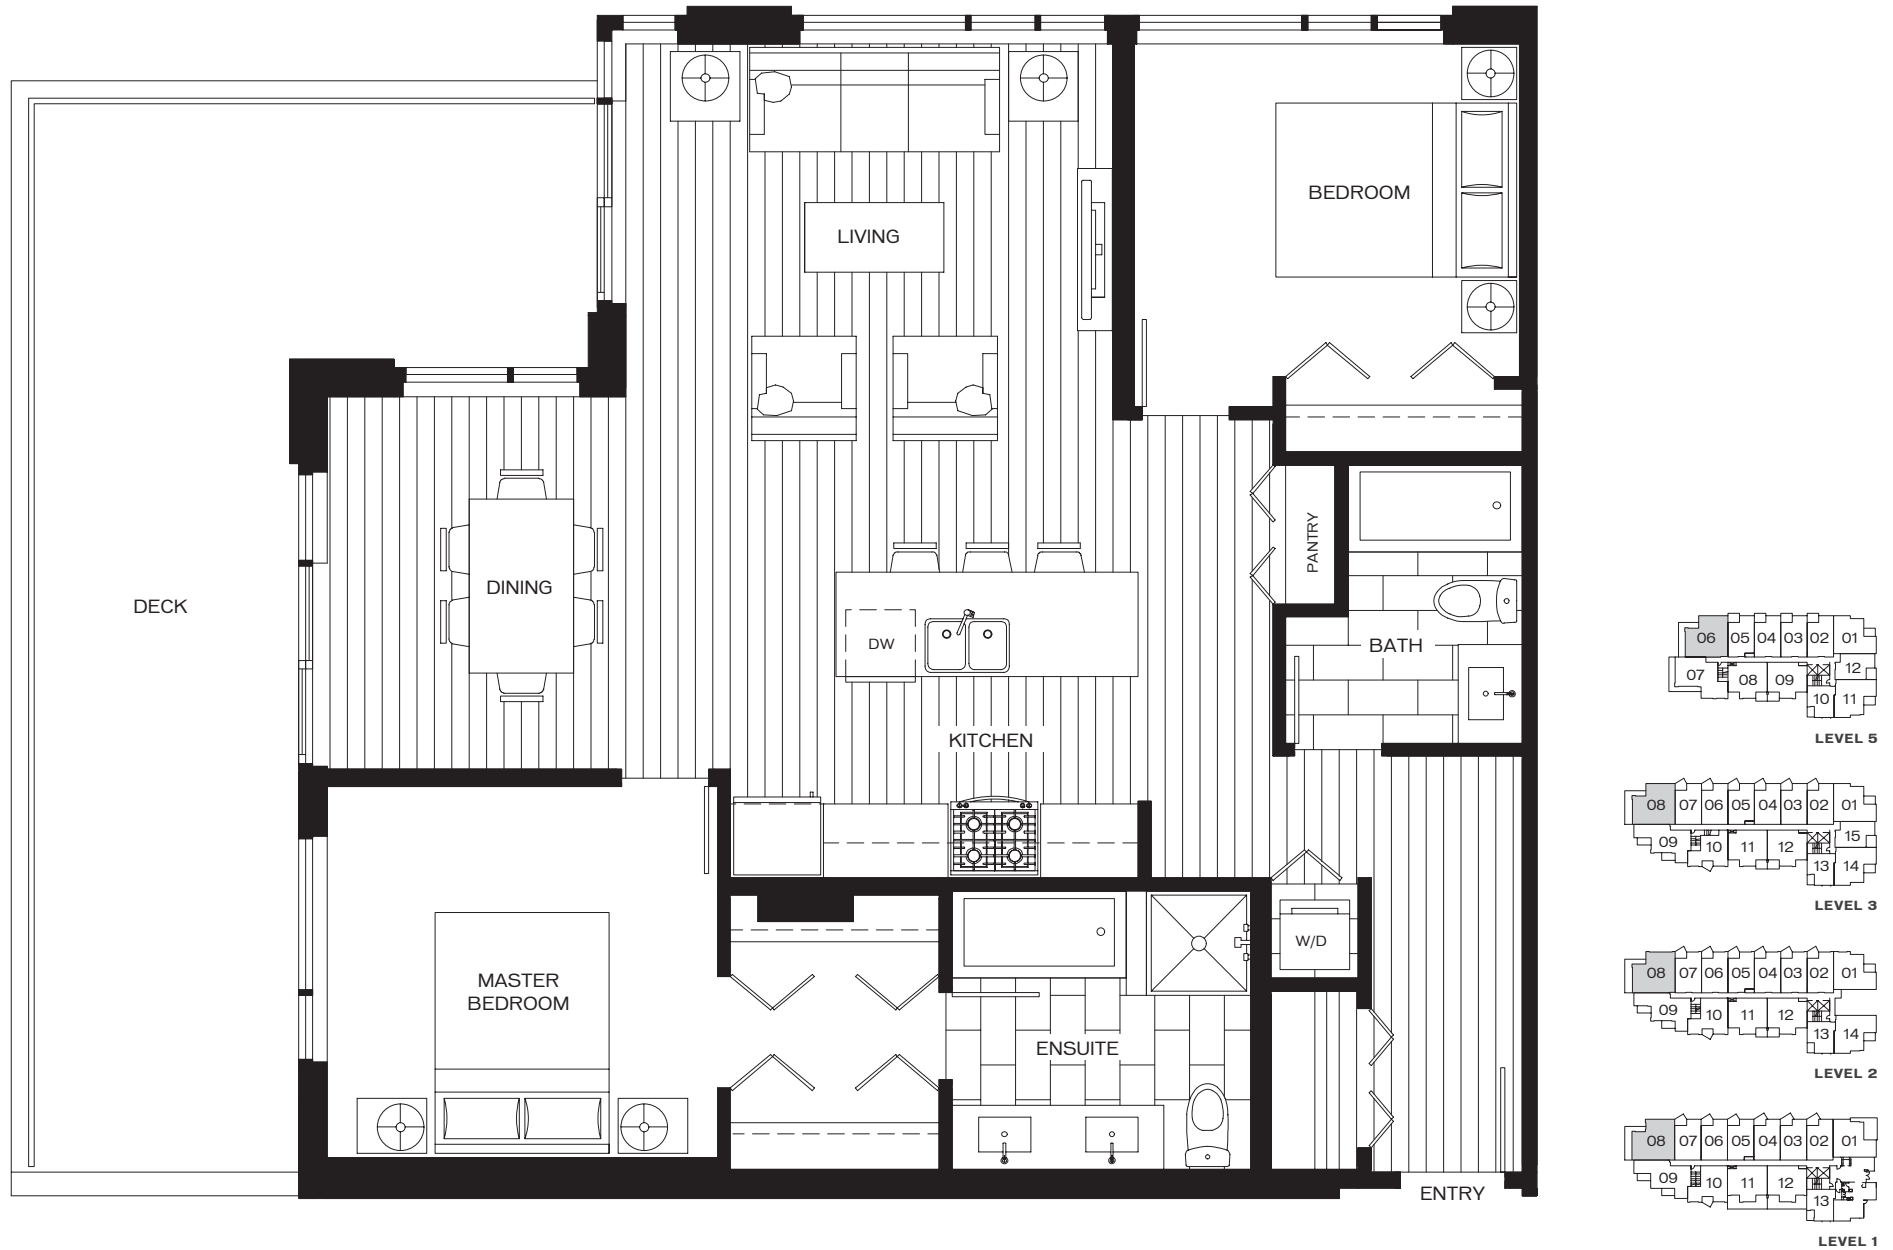 BEDROOM
LIVING
PANTRY
DINING
DECK
DW
BATH
KITCHEN
W/D
MASTER
BEDROOM
ENSUITE
ENTRY
06 05 04 03 02 01
07 08 09 12
10 11
LEVEL 5
08 07 06 05 04 03 02 01
09 10 11 12 15
13 14
LEVEL 3
08 07 06 05 04 03 02 01
09 10 11 12
13 14
LEVEL 2
08 07 06 05 04 03 02 01
09 10 11 12
13
LEVEL 1